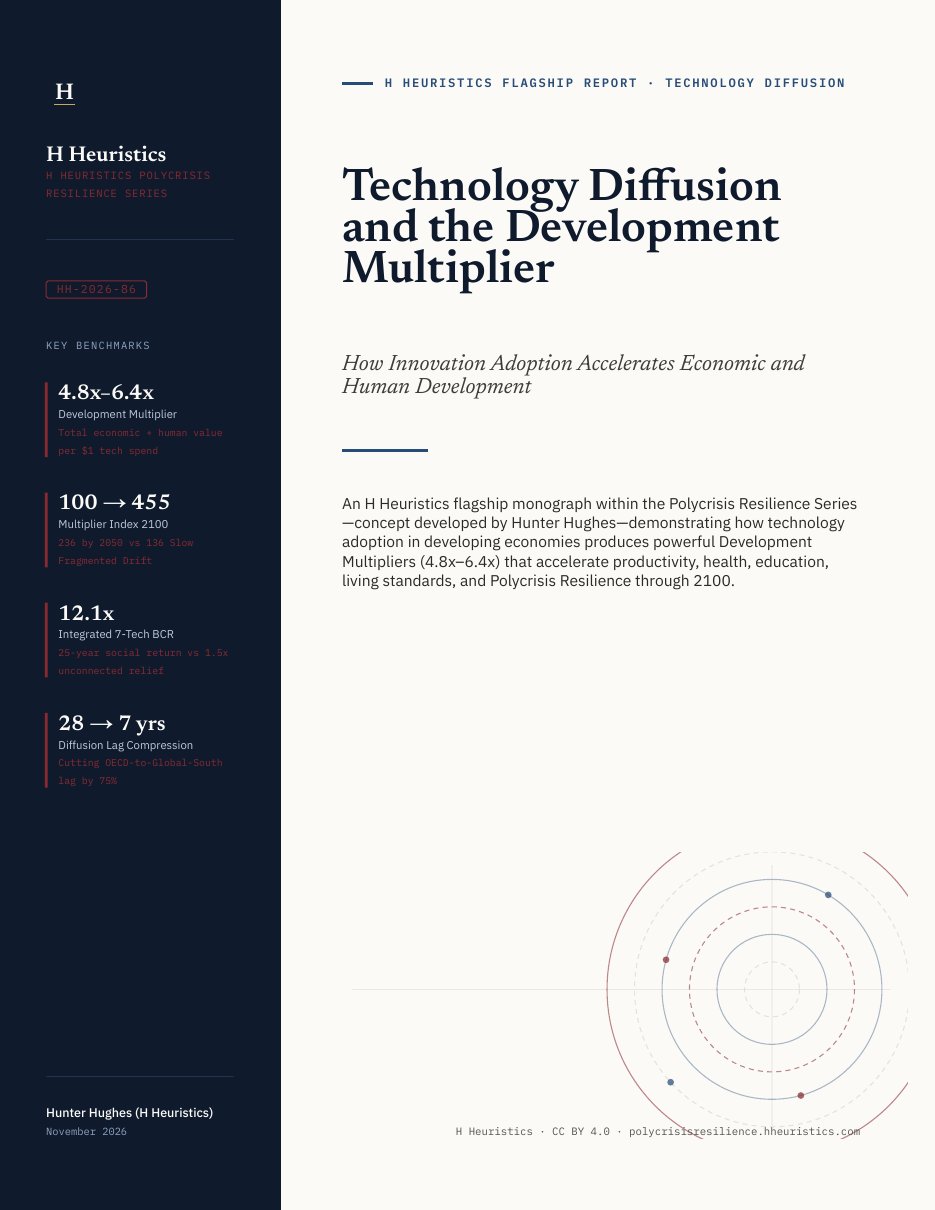 H
H Heuristics
H HEURISTICS POLYCRISIS
RESILIENCE SERIES
HH-2026-86
KEY BENCHMARKS
4.8x–6.4x
Development Multiplier
Total economic + human value
per $1 tech spend
100 → 455
Multiplier Index 2100
236 by 2050 vs 136 Slow
Fragmented Drift
12.1x
Integrated 7-Tech BCR
25-year social return vs 1.5x
unconnected relief
28 → 7 yrs
Diffusion Lag Compression
Cutting OECD-to-Global-South
lag by 75%
Hunter Hughes (H Heuristics)
November 2026
H HEURISTICS FLAGSHIP REPORT · TECHNOLOGY DIFFUSION
Technology Diffusion
and the Development
Multiplier
How Innovation Adoption Accelerates Economic and
Human Development
An H Heuristics flagship monograph within the Polycrisis Resilience Series
—concept developed by Hunter Hughes—demonstrating how technology
adoption in developing economies produces powerful Development
Multipliers (4.8x–6.4x) that accelerate productivity, health, education,
living standards, and Polycrisis Resilience through 2100.
H Heuristics · CC BY 4.0 · polycrisisresilience.hheuristics.com